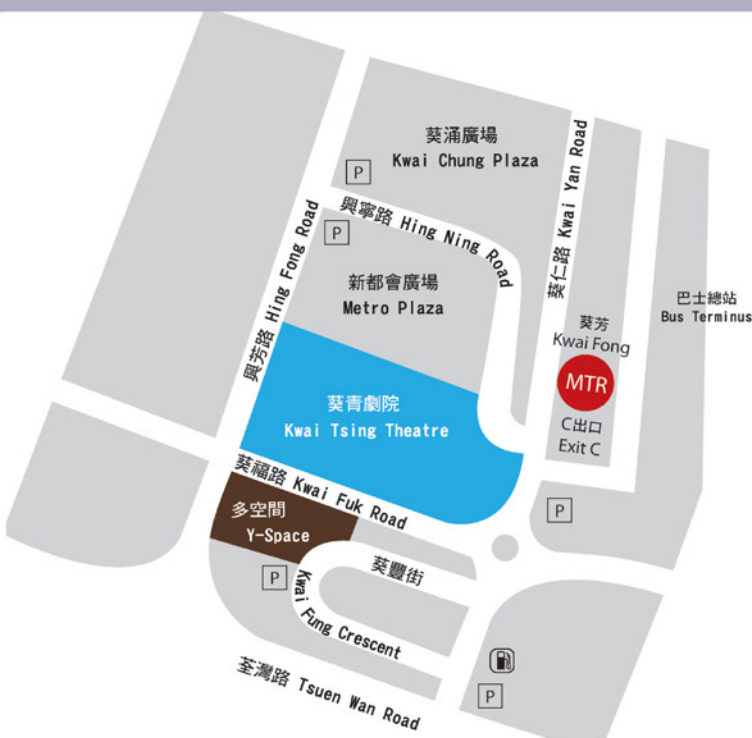 葵涌廣場
Kwai Chung Plaza
P
興寧路 Hing Ning Road
P
葵仁路 Kwai Yan Road
興芳路 Hing Fong Road
新都會廣場
Metro Plaza
巴士總站
Bus Terminus
葵芳
Kwai Fong
MTR
C出口
Exit C
葵青劇院
Kwai Tsing Theatre
葵福路 Kwai Fuk Road
多空間
Y-Space
P
葵豐街
P
Kwai Fung Crescent
荃灣路 Tsuen Wan Road
P